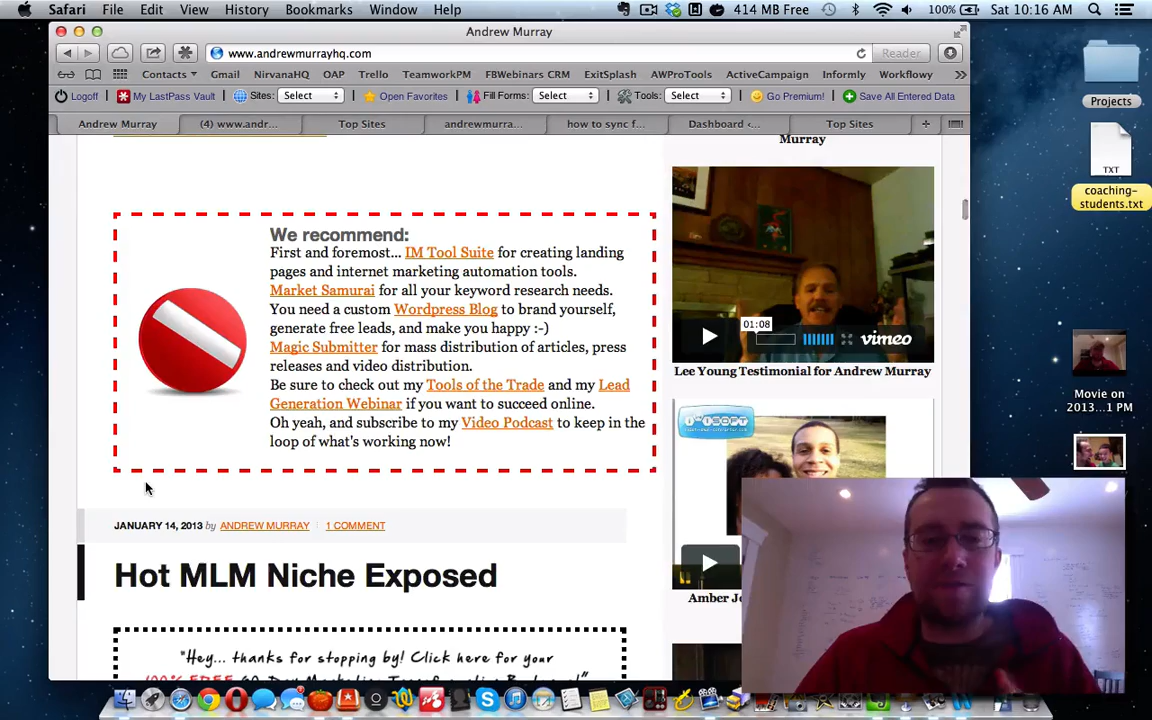 Safari File Edit View History Bookmarks Window Help 414 MB Free 100% Sat 10:16 AM
Andrew Murray
www.andrewmurrayhq.com Reader
Contacts Gmail NirvanaHQ OAP Trello TeamworkPM FBWebinars CRM ExitSplash AWProTools ActiveCampaign Informly Workflowy
Logoff My LastPass Vault Sites: Select Open Favorites Fill Forms: Select Tools: Select Go Premium! Save All Entered Data
Andrew Murray (4) www.andr... Top Sites andrewmurra... how to sync f... Dashboard ‹... Top Sites
Murray
We recommend:
First and foremost... IM Tool Suite for creating landing
pages and internet marketing automation tools.
Market Samurai for all your keyword research needs.
You need a custom Wordpress Blog to brand yourself,
generate free leads, and make you happy :-)
Magic Submitter for mass distribution of articles, press
releases and video distribution.
Be sure to check out my Tools of the Trade and my Lead
Generation Webinar if you want to succeed online.
Oh yeah, and subscribe to my Video Podcast to keep in the
loop of what's working now!
JANUARY 14, 2013 by ANDREW MURRAY 1 COMMENT
Hot MLM Niche Exposed
"Hey... thanks for stopping by! Click here for your
01:08
vimeo
Lee Young Testimonial for Andrew Murray
Amber Jo
Projects
TXT
coaching-
students.txt
Movie on
2013...1 PM